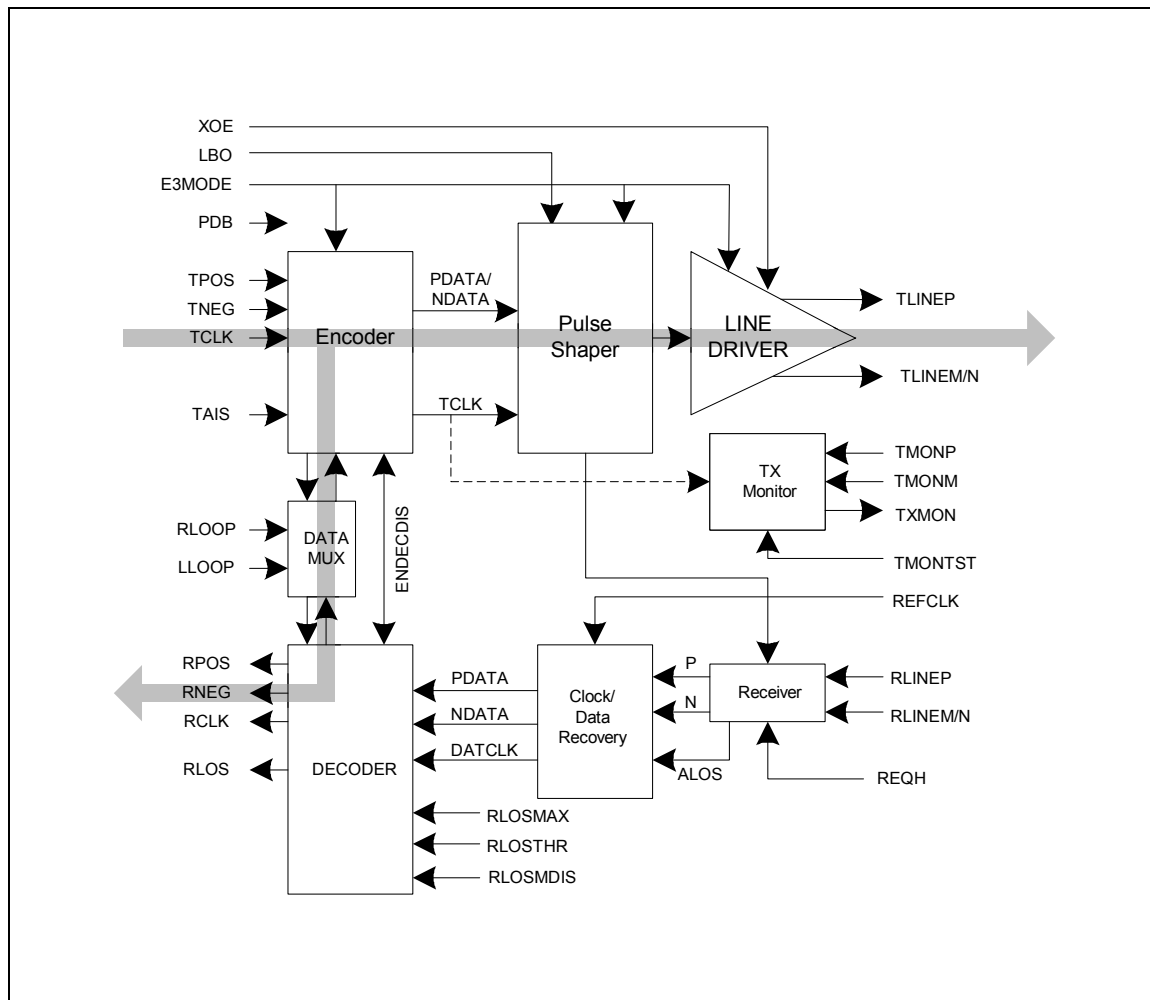 XOE
LBO
E3MODE
PDB
TPOS
TNEG
TCLK
TAIS
Encoder
PDATA/
NDATA
TCLK
Pulse
Shaper
LINE
DRIVER
TLINEP
TLINEM/N
TX
Monitor
TMONP
TMONM
TXMON
TMONTST
REFCLK
RLOOP
LLOOP
DATA
MUX
ENDECDIS
RPOS
RNEG
RCLK
RLOS
DECODER
PDATA
NDATA
DATCLK
RLOSMAX
RLOSTHR
RLOSMDIS
Clock/
Data
Recovery
P
N
ALOS
Receiver
RLINEP
RLINEM/N
REQH